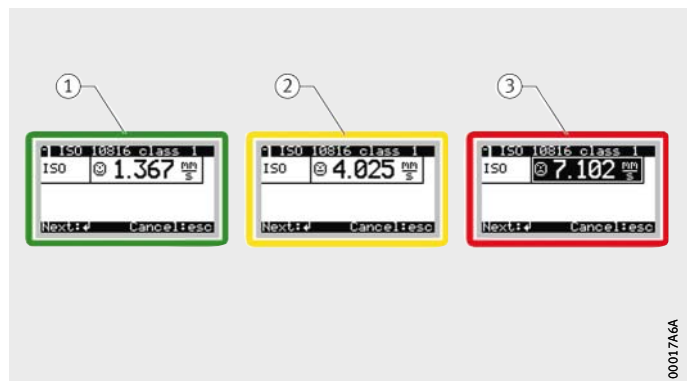 1
2
3
ISO 10816 class 1
ISO 1.367 mm/s
Next:↲ Cancel:esc
ISO 10816 class 1
ISO 4.025 mm/s
Next:↲ Cancel:esc
ISO 10816 class 1
ISO 7.102 mm/s
Next:↲ Cancel:esc
00017A6A